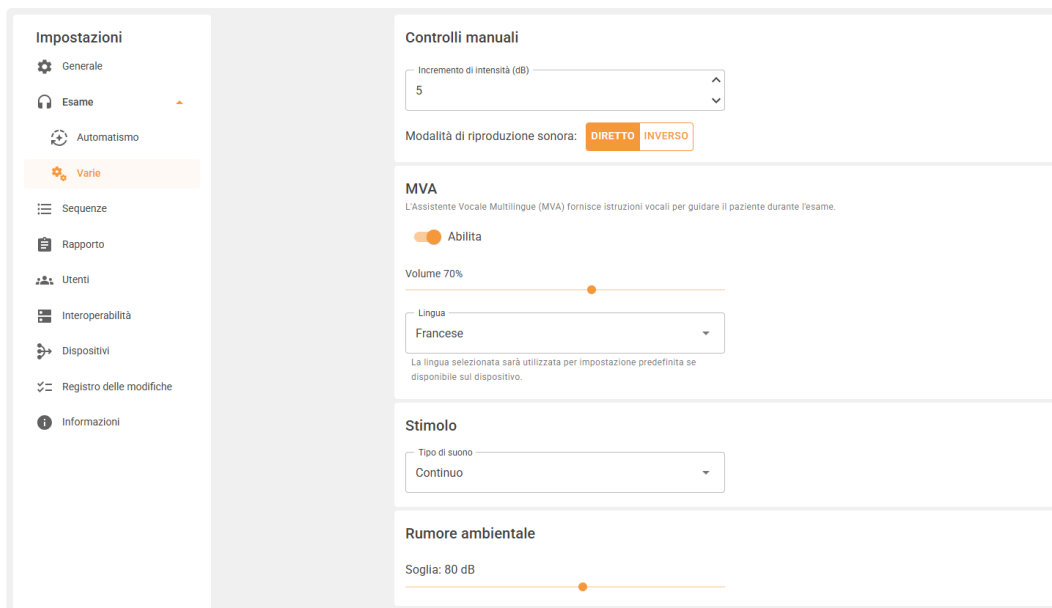 Impostazioni
Generale
Esame
Automatismo
Varie
Sequenze
Rapporto
Utenti
Interoperabilità
Dispositivi
Registro delle modifiche
Informazioni
Controlli manuali
Incremento di intensità (dB)
5
Modalità di riproduzione sonora: DIRETTO INVERSO
MVA
L'Assistente Vocale Multilingue (MVA) fornisce istruzioni vocali per guidare il paziente durante l'esame.
Abilita
Volume 70%
Lingua
Francese
La lingua selezionata sarà utilizzata per impostazione predefinita se
disponibile sul dispositivo.
Stimolo
Tipo di suono
Continuo
Rumore ambientale
Soglia: 80 dB